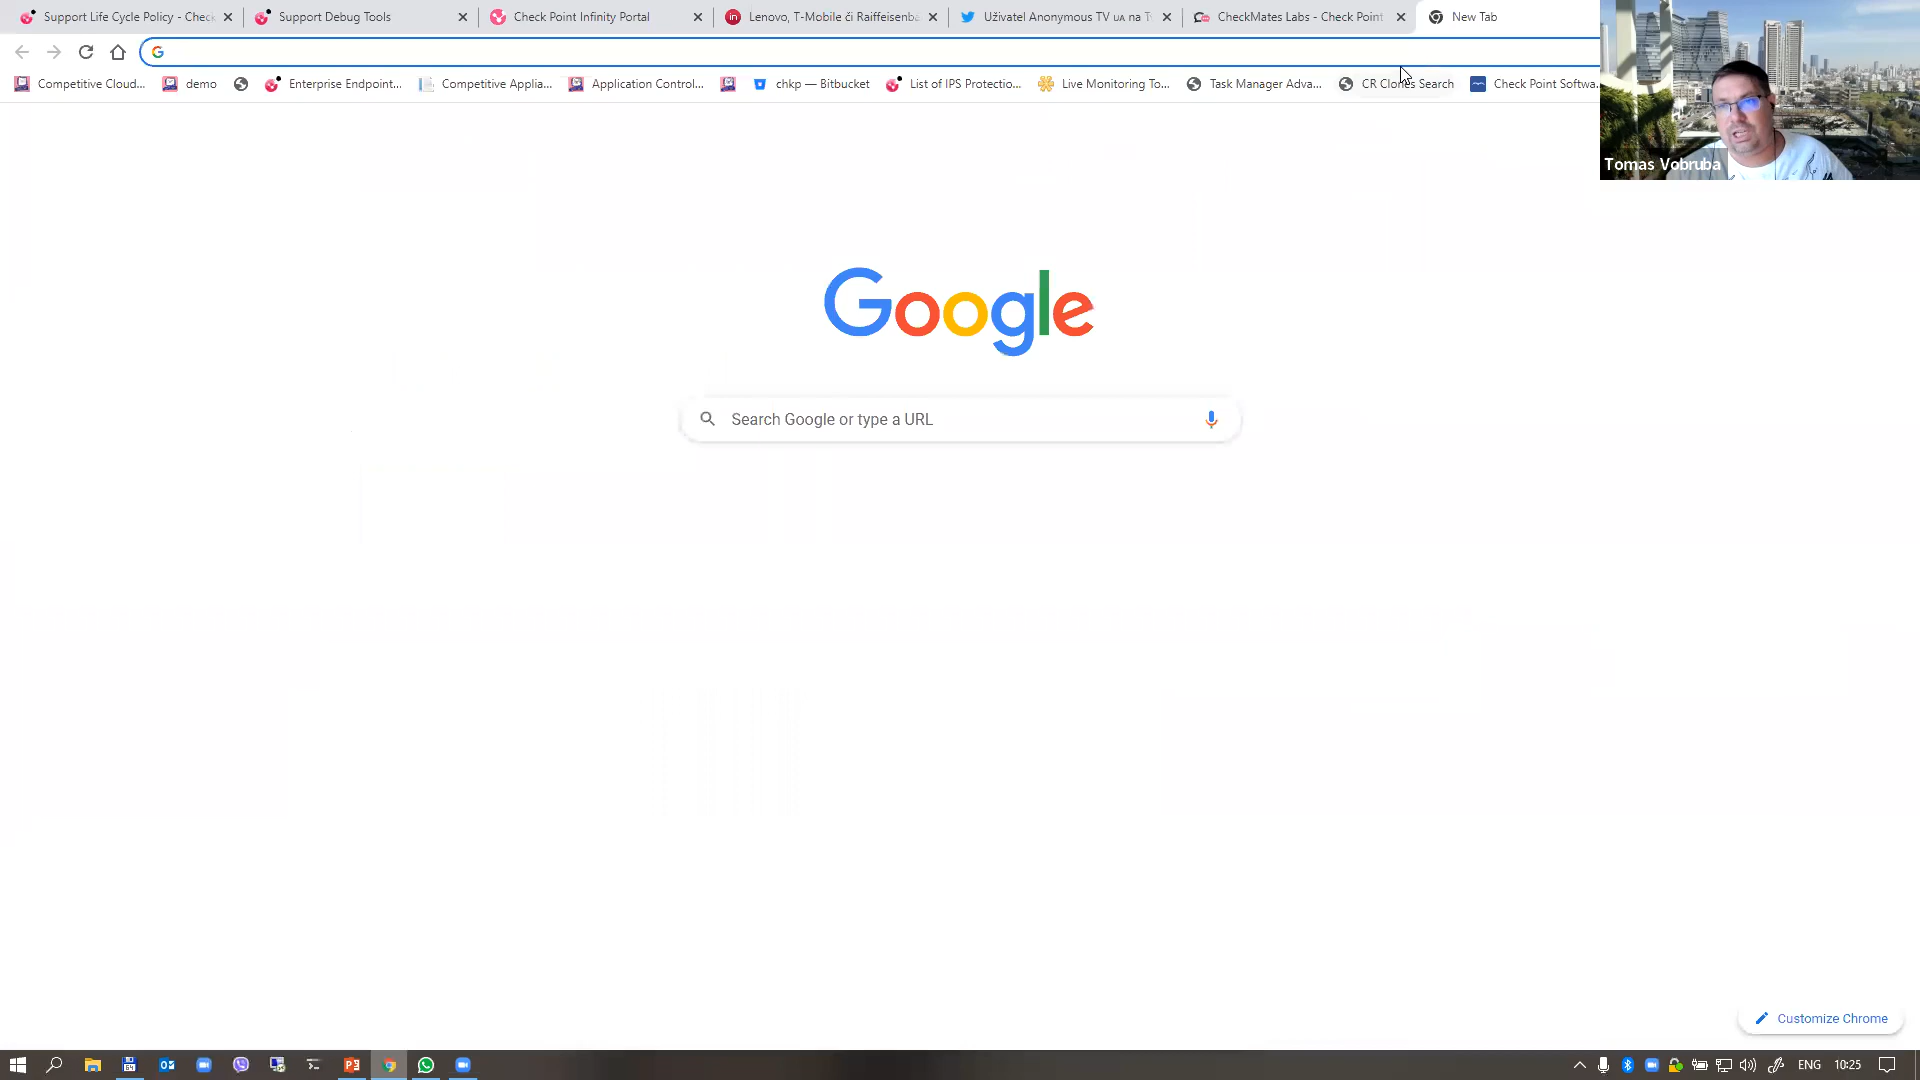 Support Life Cycle Policy - Check
Support Debug Tools
Check Point Infinity Portal
Lenovo, T-Mobile či Raiffeisenba
Uživatel Anonymous TV ᴜᴀ na Tw
CheckMates Labs - Check Point
New Tab
Competitive Cloud...
demo
Enterprise Endpoint...
Competitive Applia...
Application Control...
chkp — Bitbucket
List of IPS Protectio...
Live Monitoring To...
Task Manager Adva...
CR Clones Search
Check Point Softwa...
Tomas Vobruba
Google
Search Google or type a URL
Customize Chrome
ENG
10:25